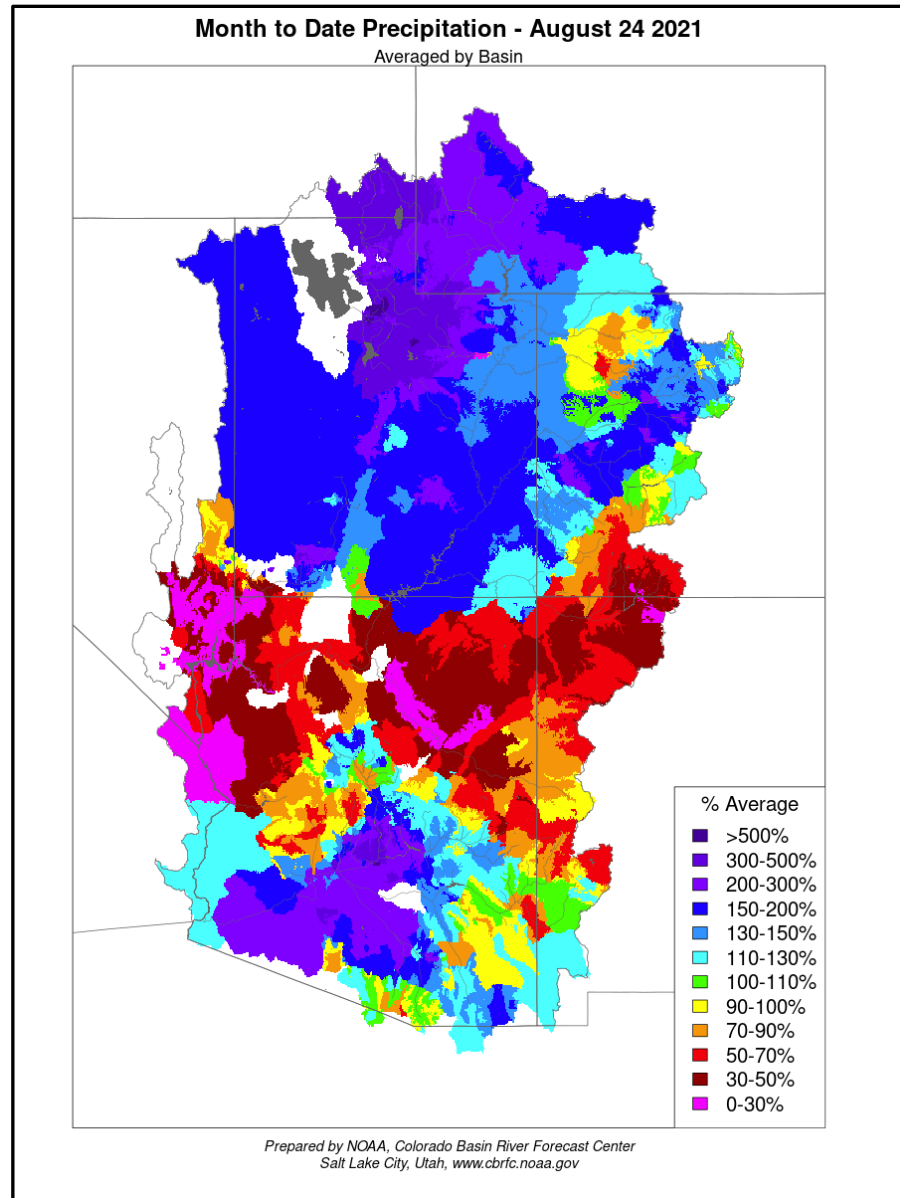 Month to Date Precipitation - August 24 2021
Averaged by Basin
% Average
>500%
300-500%
200-300%
150-200%
130-150%
110-130%
100-110%
90-100%
70-90%
50-70%
30-50%
0-30%
Prepared by NOAA, Colorado Basin River Forecast Center
Salt Lake City, Utah, www.cbrfc.noaa.gov